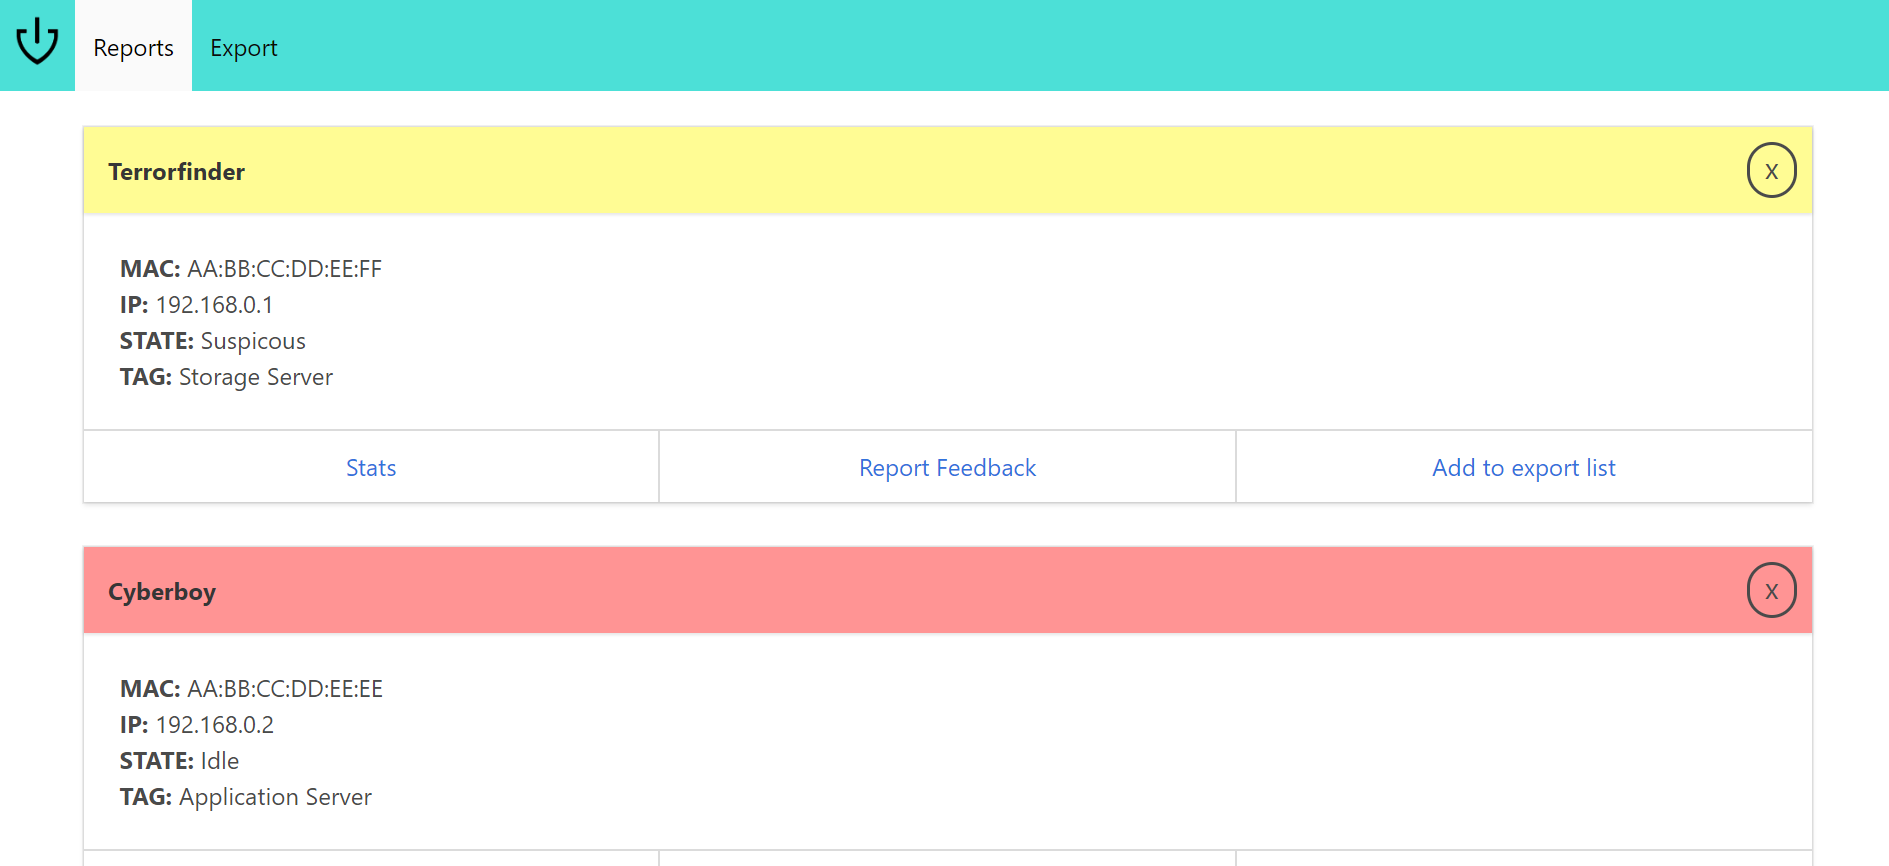 Reports Export
Terrorfinder X
MAC: AA:BB:CC:DD:EE:FF
IP: 192.168.0.1
STATE: Suspicous
TAG: Storage Server
Stats Report Feedback Add to export list
Cyberboy X
MAC: AA:BB:CC:DD:EE:EE
IP: 192.168.0.2
STATE: Idle
TAG: Application Server